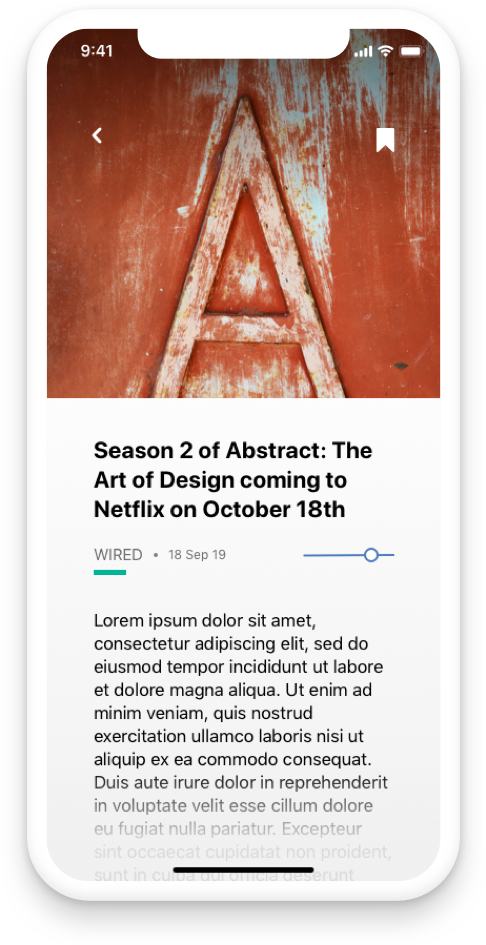 9:41
A
Season 2 of Abstract: The
Art of Design coming to
Netflix on October 18th
WIRED • 18 Sep 19
Lorem ipsum dolor sit amet,
consectetur adipiscing elit, sed do
eiusmod tempor incididunt ut labore
et dolore magna aliqua. Ut enim ad
minim veniam, quis nostrud
exercitation ullamco laboris nisi ut
aliquip ex ea commodo consequat.
Duis aute irure dolor in reprehenderit
in voluptate velit esse cillum dolore
eu fugiat nulla pariatur. Excepteur
sint occaecat cupidatat non proident,
sunt in culpa qui officia deserunt